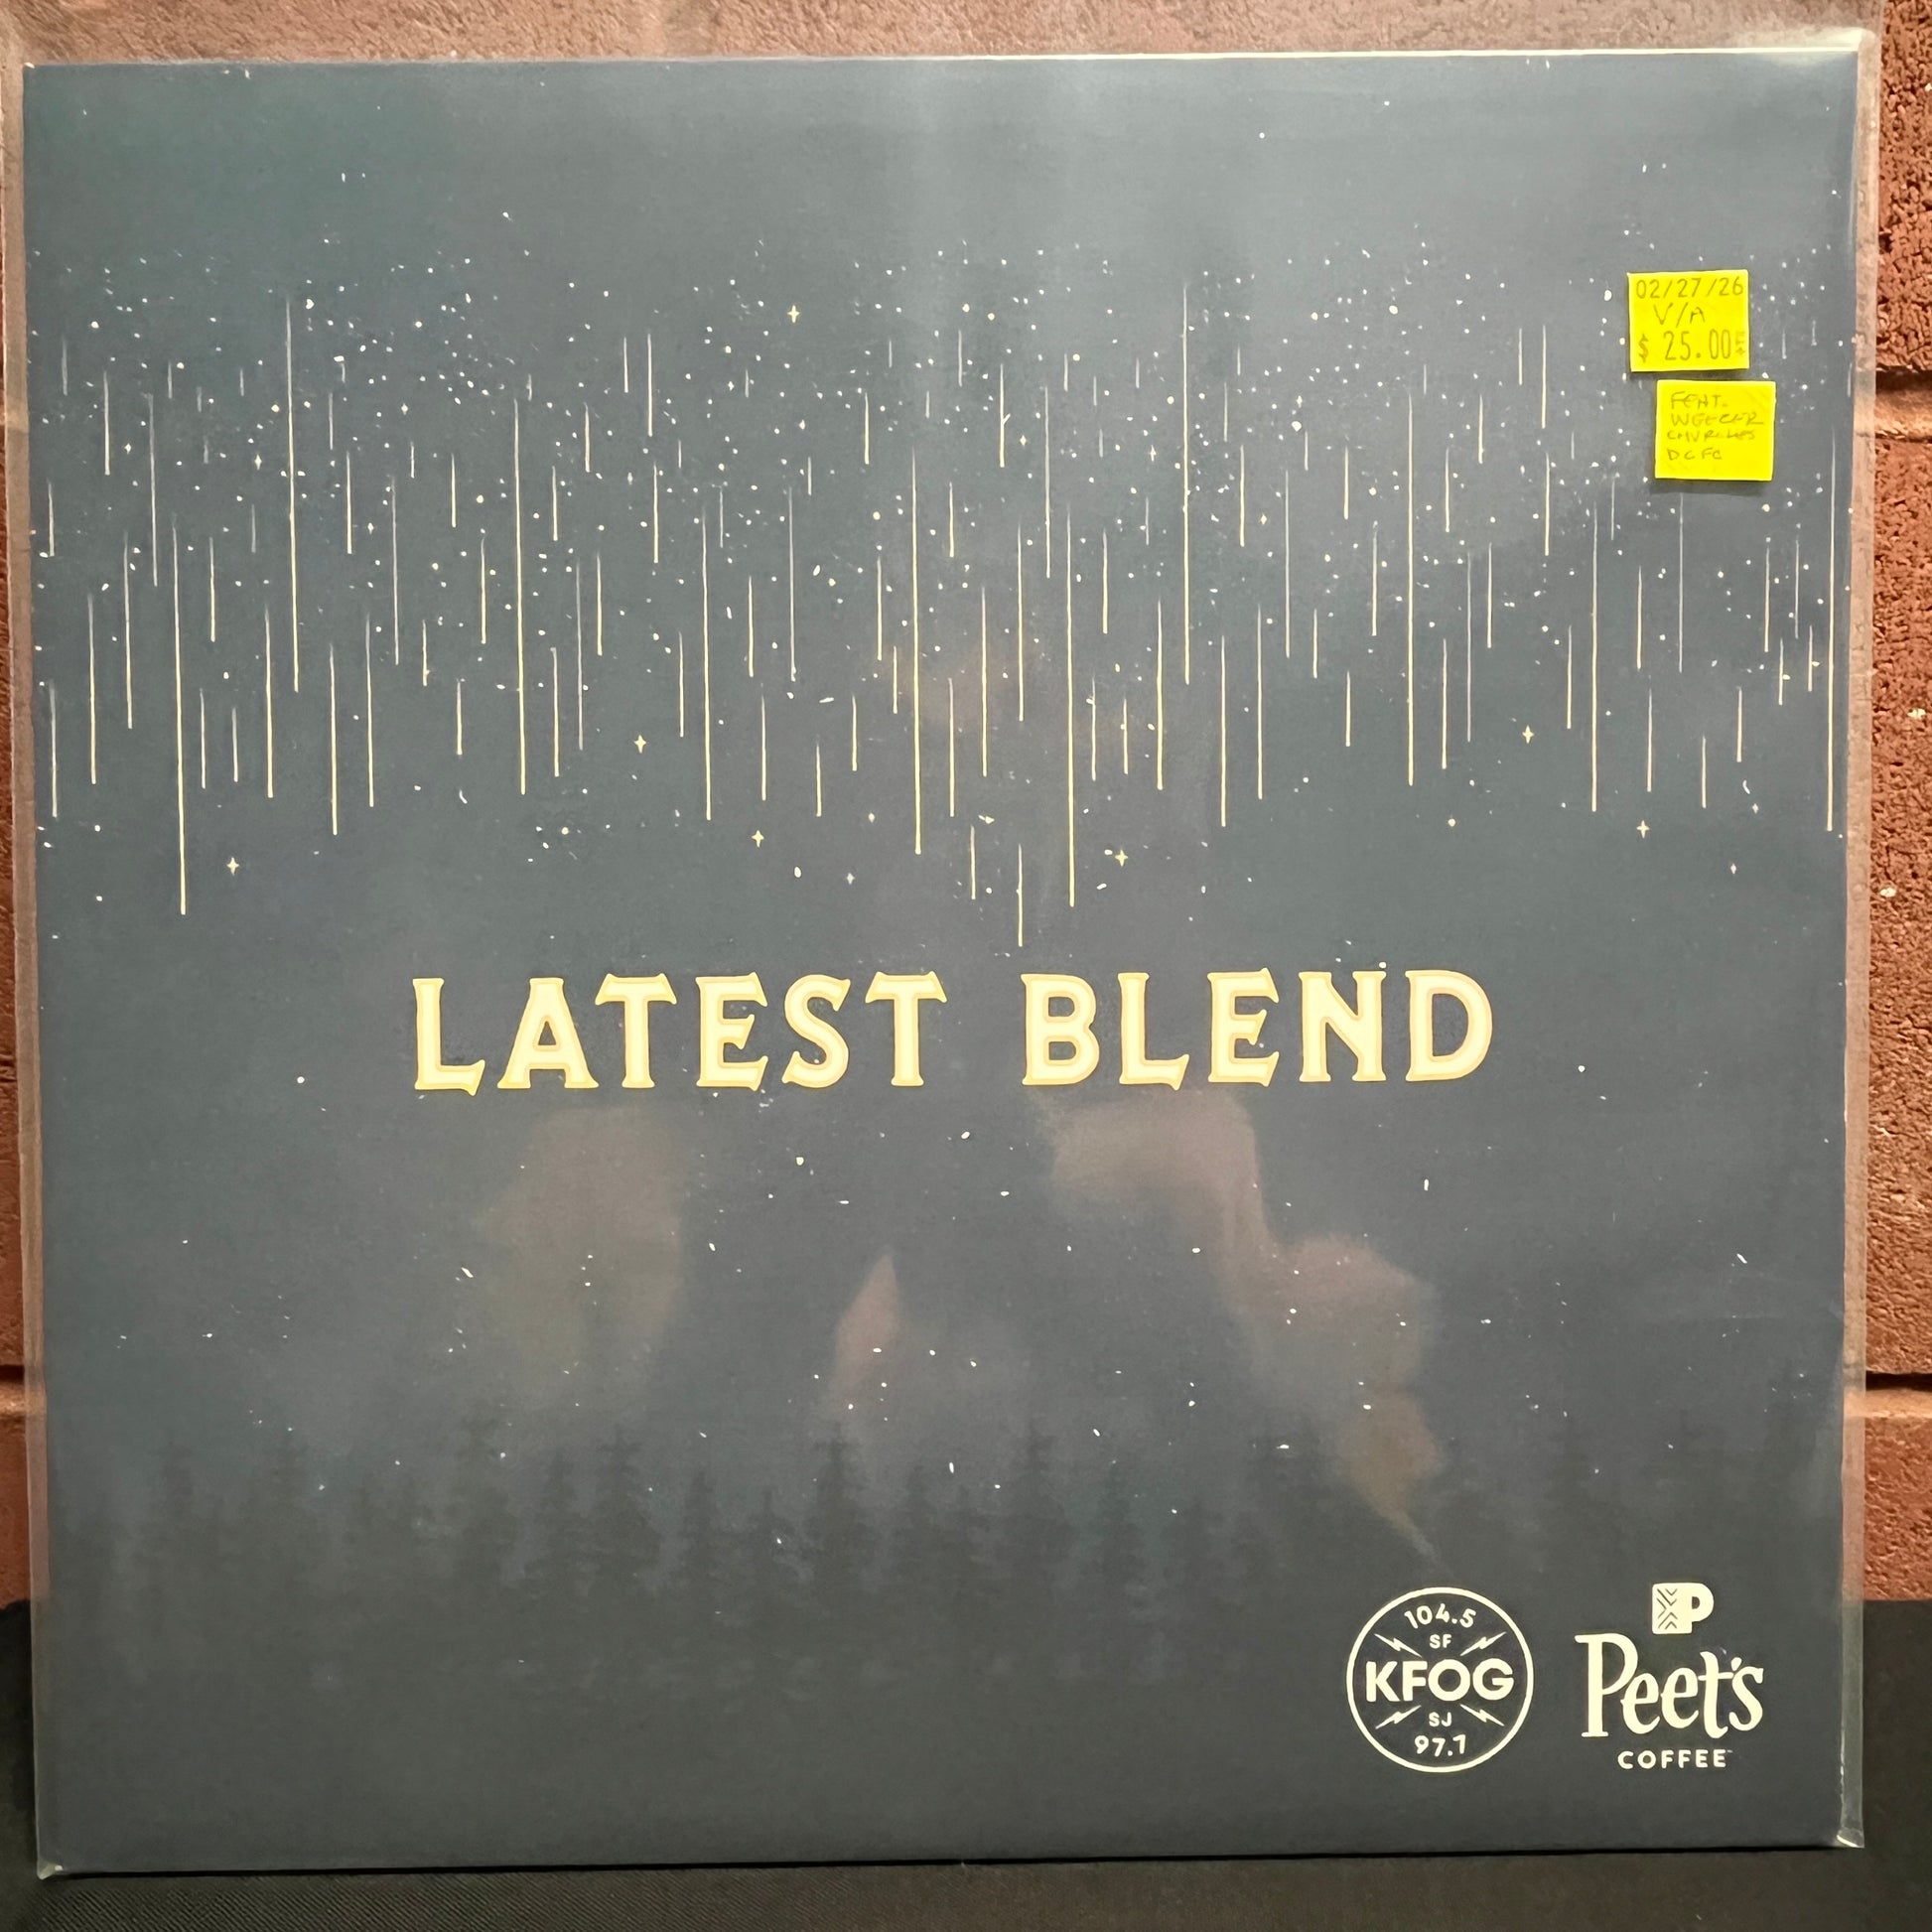 02/27/26
V/A
$ 25.00
FEAT.
WEEZER
CHVRCHES
DCFC
LATEST BLEND
104.5
SF
KFOG
SJ
97.7
P
Peet's
COFFEE